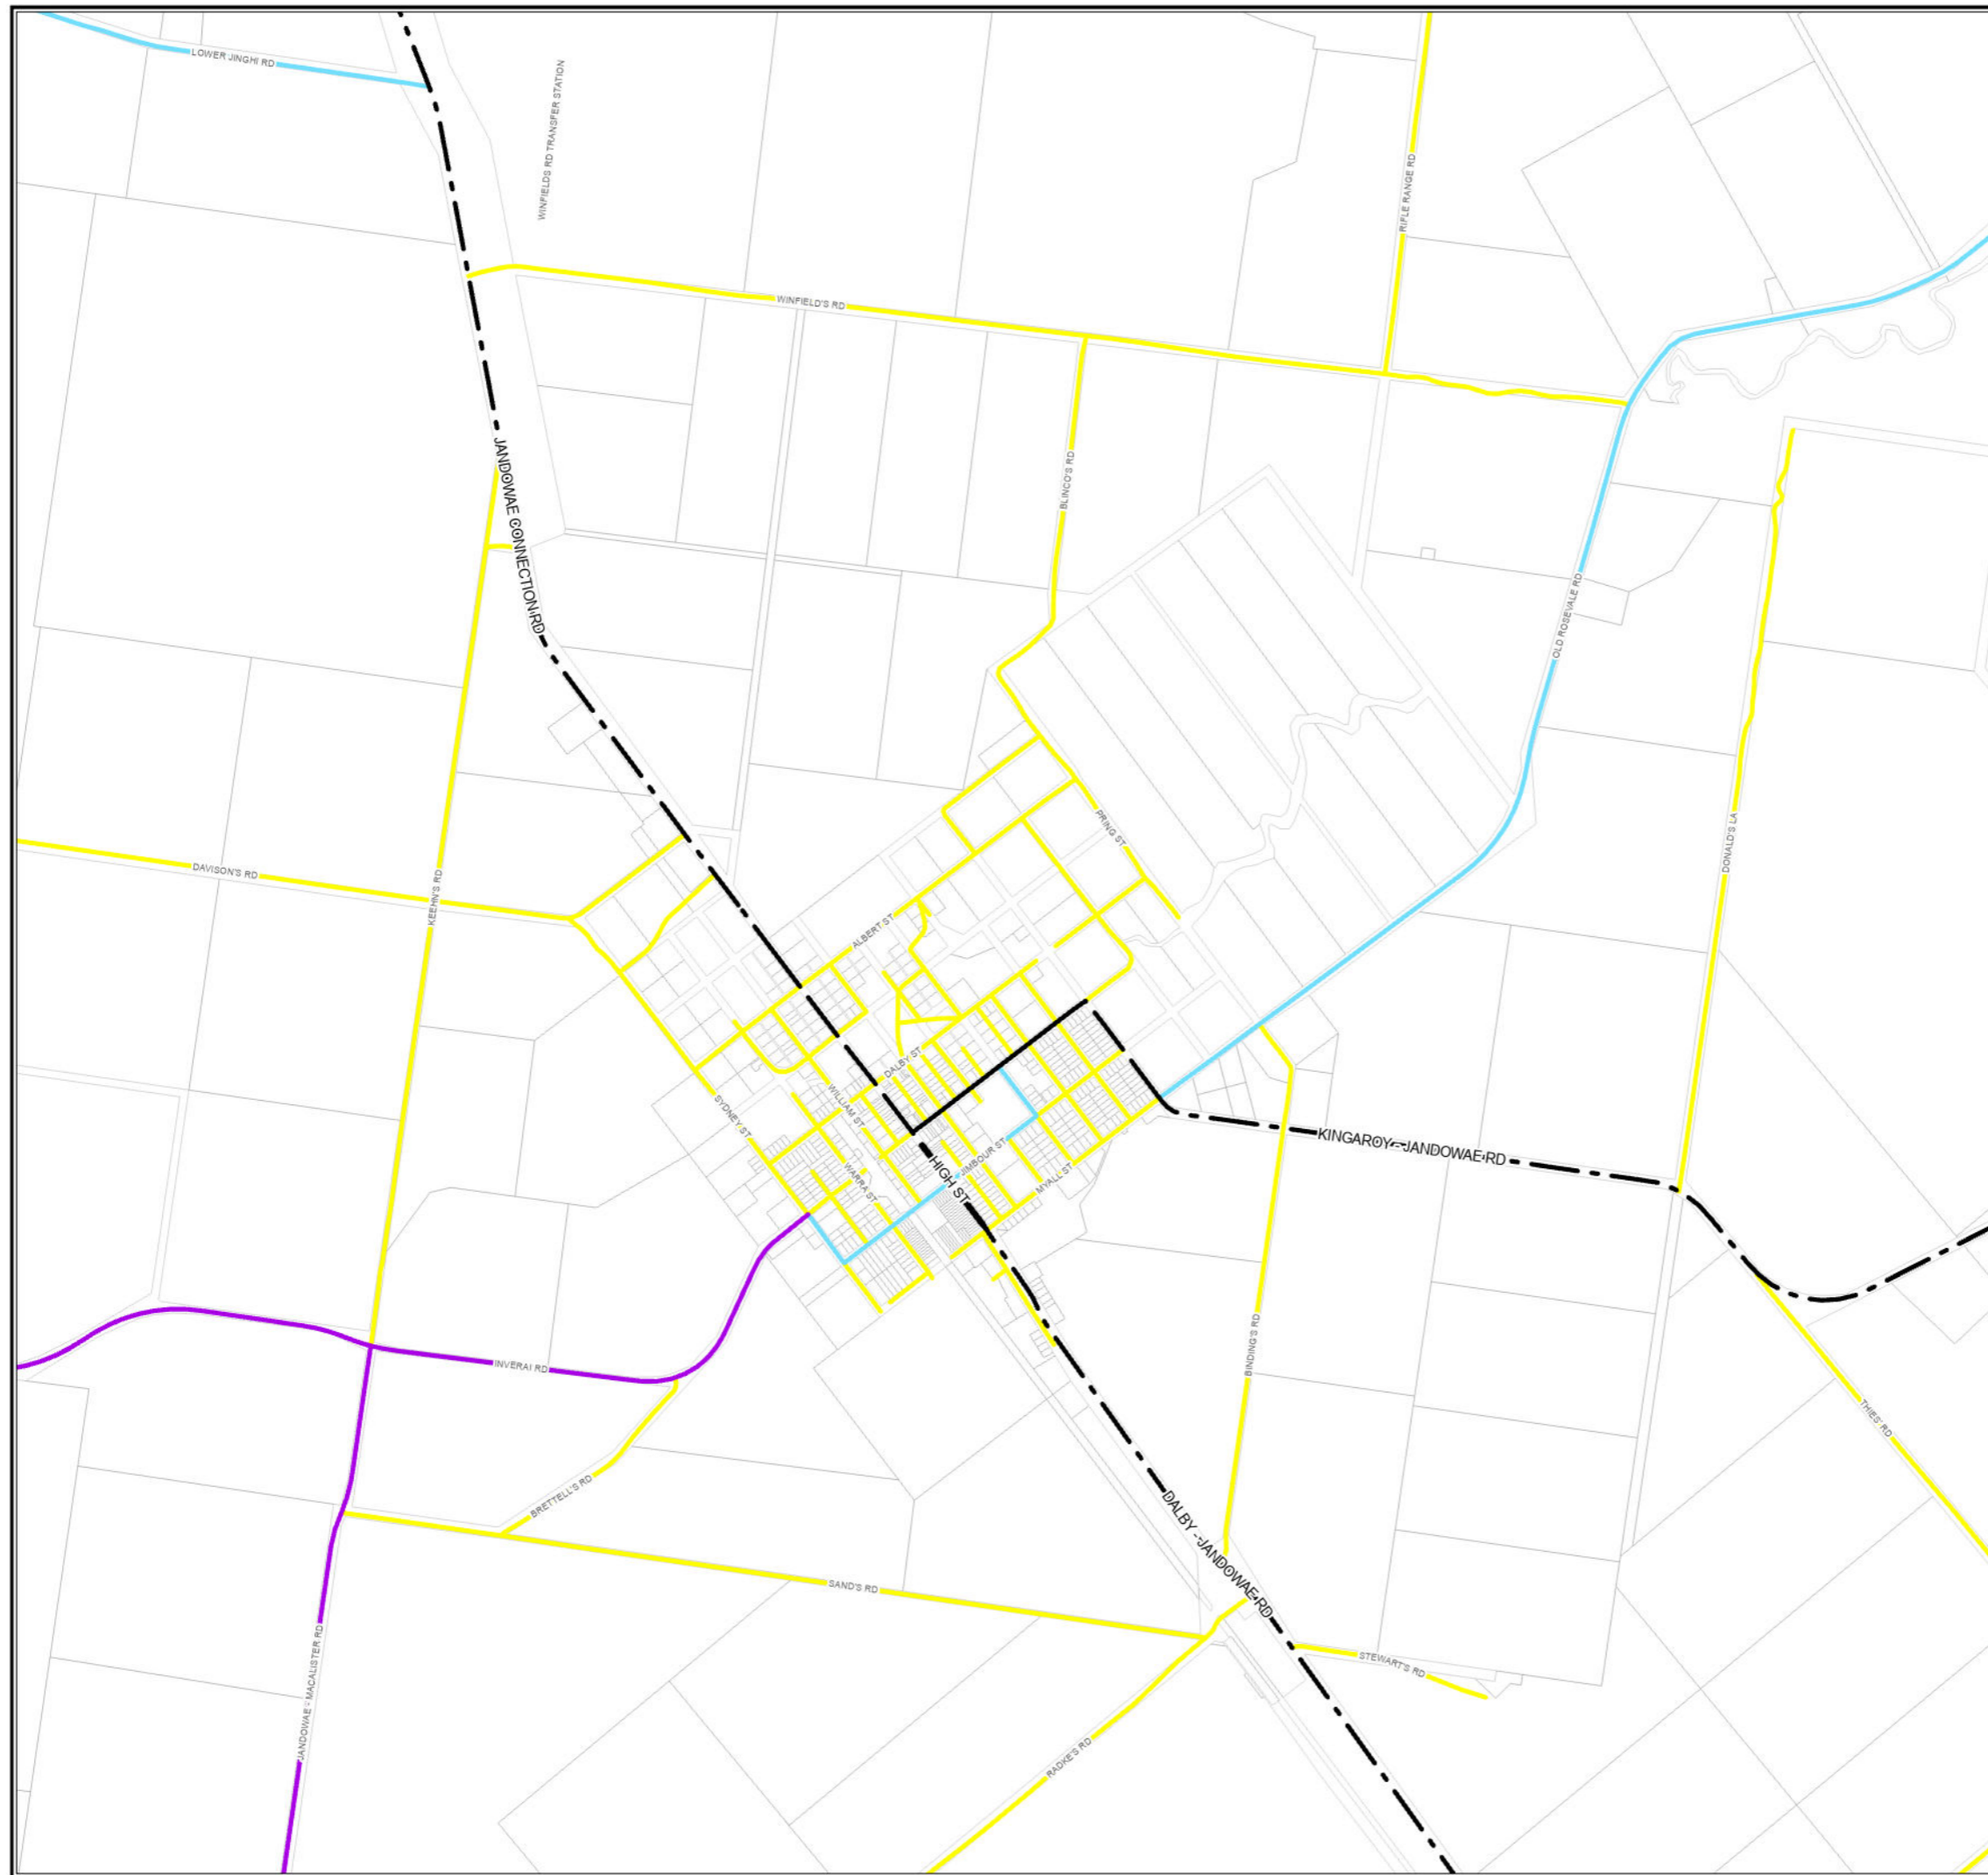 LOWER JINGHI RD
WINFIELDS RD TRANSFER STATION
RIFLE RANGE RD
WINFIELD'S RD
JANDOWAE CONNECTION RD
BLINCO'S RD
OLD ROSEVALE RD
PRING ST
DONALD'S LA
DAVISON'S RD
KEEHN'S RD
ALBERT ST
DALBY ST
WILLIAM ST
SYDNEY ST
KINGAROY - JANDOWAE RD
JIMBOUR ST
HIGH ST
WARRA ST
MYALL ST
INVERAI RD
BINDING'S RD
THIES' RD
BRETTELL'S RD
DALBY - JANDOWAE RD
SAND'S RD
JANDOWAE - MACALISTER RD
STEWART'S RD
RADKE'S RD